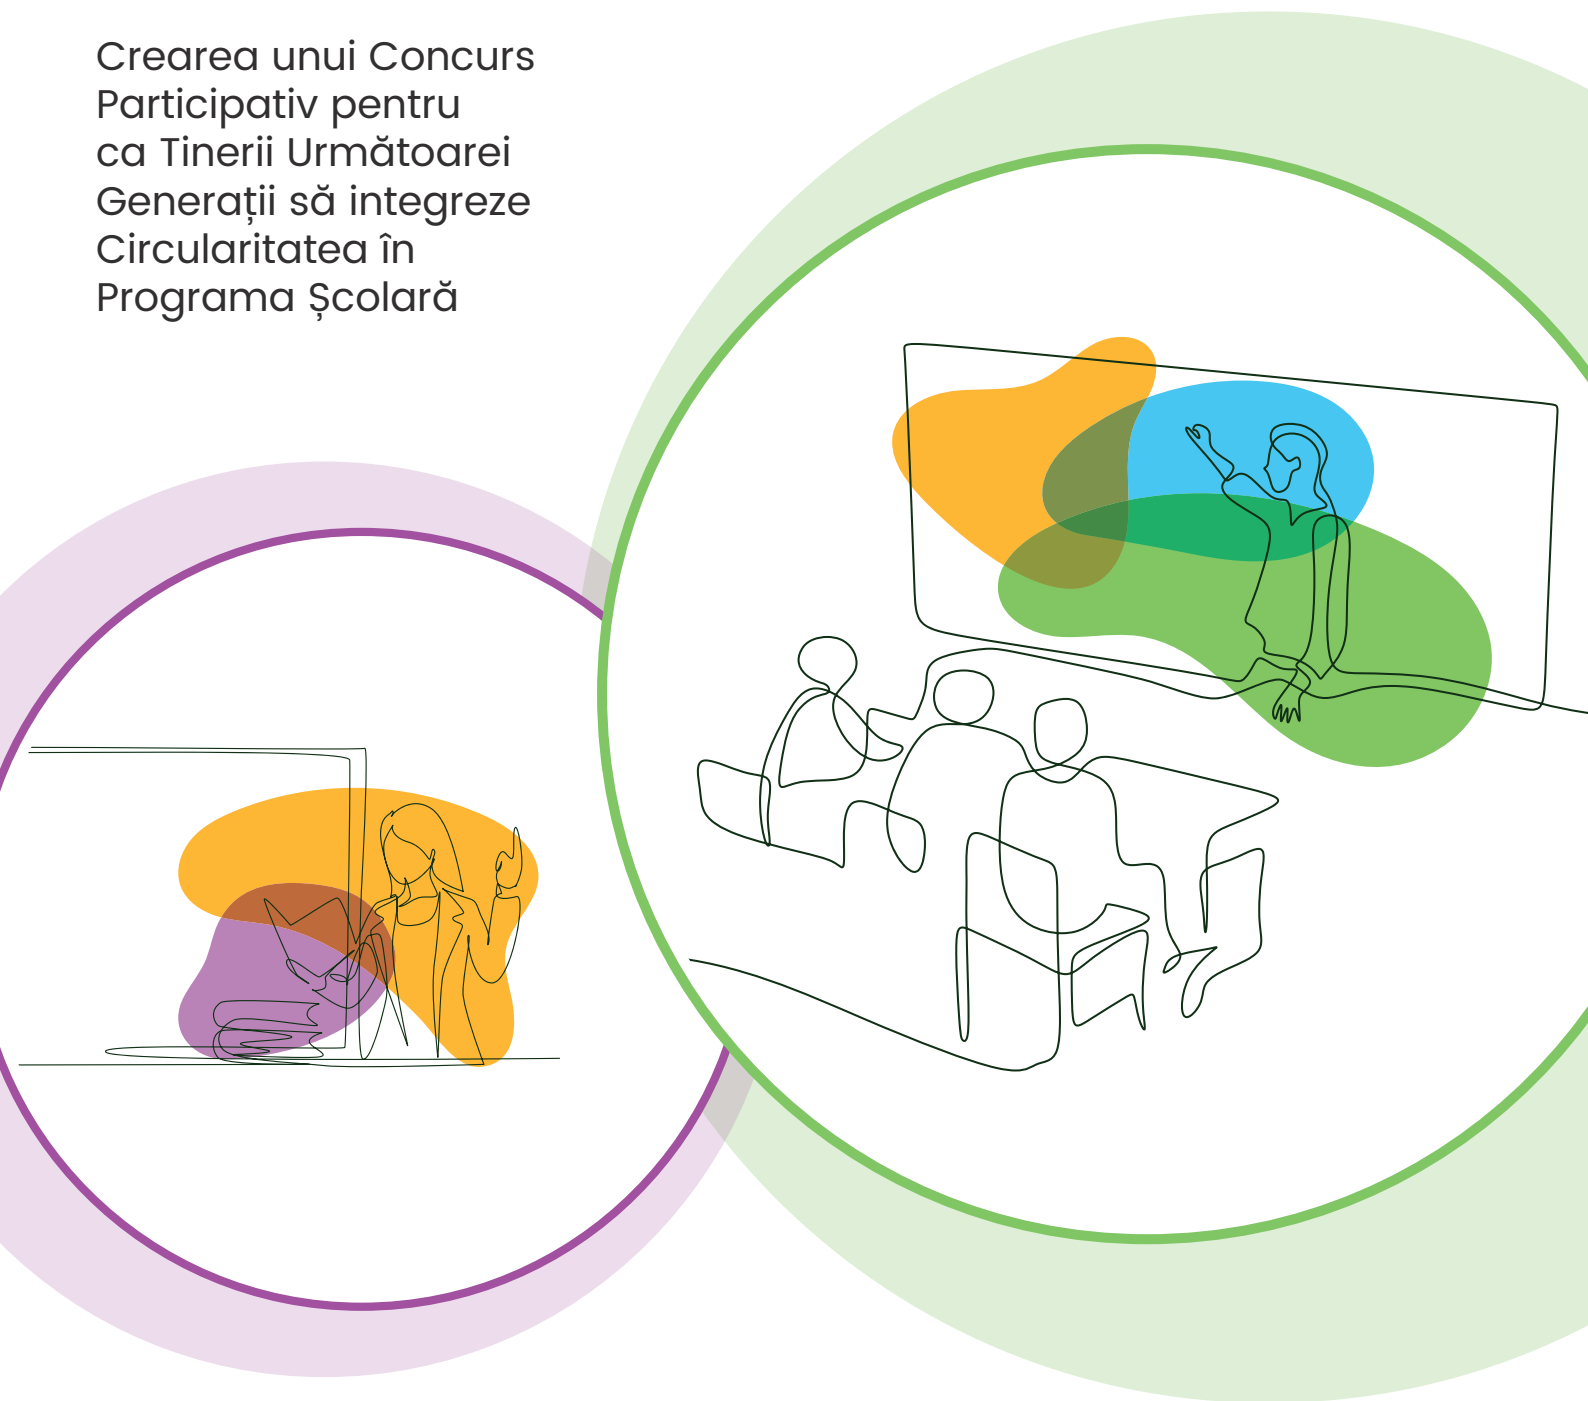 Crearea unui Concurs
Participativ pentru
ca Tinerii Următoarei
Generații să integreze
Circularitatea în
Programa Școlară